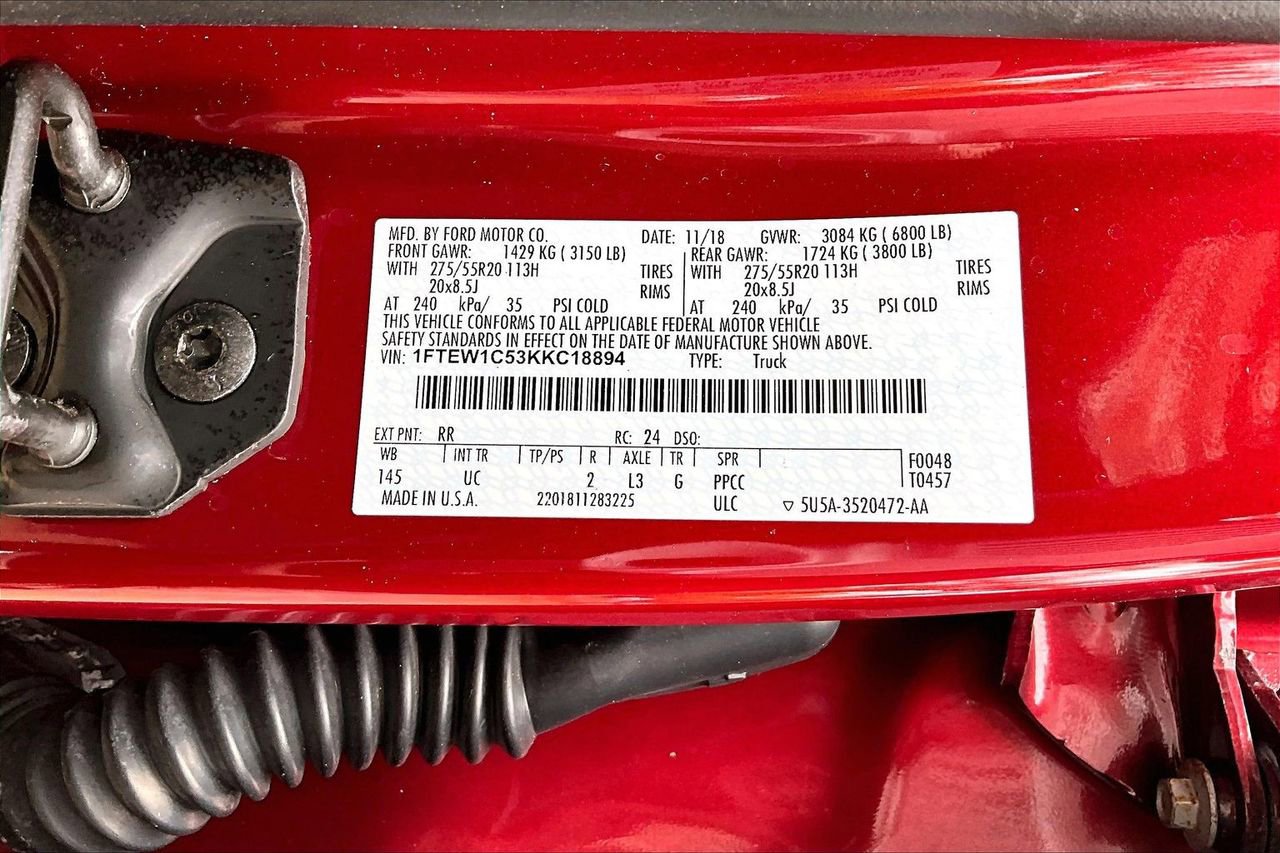 MFD. BY FORD MOTOR CO. DATE: 11/18 GVWR: 3084 KG ( 6800 LB)
FRONT GAWR: 1429 KG ( 3150 LB) REAR GAWR: 1724 KG ( 3800 LB)
WITH 275/55R20 113H TIRES WITH 275/55R20 113H TIRES
20x8.5J RIMS 20x8.5J RIMS
AT 240 kPa/ 35 PSI COLD AT 240 kPa/ 35 PSI COLD
THIS VEHICLE CONFORMS TO ALL APPLICABLE FEDERAL MOTOR VEHICLE
SAFETY STANDARDS IN EFFECT ON THE DATE OF MANUFACTURE SHOWN ABOVE.
VIN: 1FTEW1C53KKC18894 TYPE: Truck
EXT PNT: RR RC: 24 DSO:
WB INT TR TP/PS R AXLE TR SPR F0048
145 UC 2 L3 G PPCC T0457
MADE IN U.S.A. 2201811283225 ULC ▽ 5U5A-3520472-AA